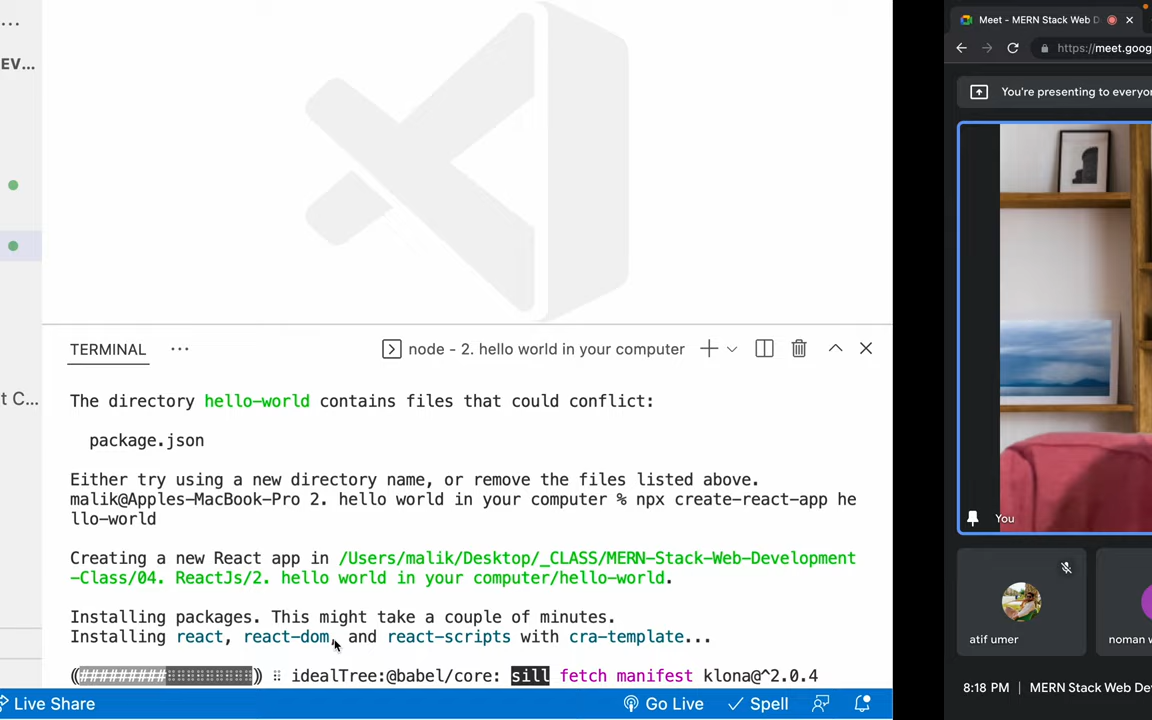 ...
EV...
t C...
TERMINAL ... node - 2. hello world in your computer
The directory hello-world contains files that could conflict:
package.json
Either try using a new directory name, or remove the files listed above.
malik@Apples-MacBook-Pro 2. hello world in your computer % npx create-react-app he
llo-world
Creating a new React app in /Users/malik/Desktop/_CLASS/MERN-Stack-Web-Development
-Class/04. ReactJs/2. hello world in your computer/hello-world.
Installing packages. This might take a couple of minutes.
Installing react, react-dom, and react-scripts with cra-template...
((##################)) ⠿ idealTree:@babel/core: sill fetch manifest klona@^2.0.4
Live Share Go Live Spell
Meet - MERN Stack Web D
https://meet.goog
You're presenting to everyon
You
atif umer
noman w
8:18 PM | MERN Stack Web Dev